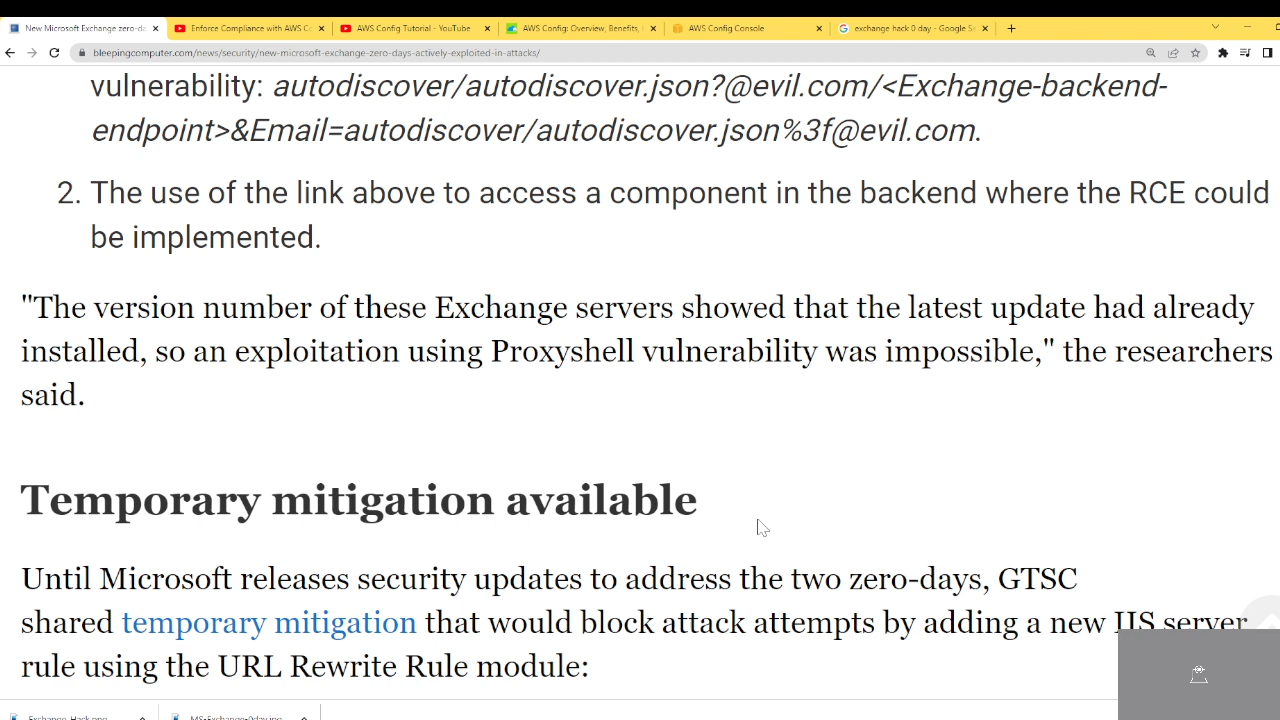 New Microsoft Exchange zero-da
Enforce Compliance with AWS Co
AWS Config Tutorial - YouTube
AWS Config: Overview, Benefits,
AWS Config Console
exchange hack 0 day - Google Se
bleepingcomputer.com/news/security/new-microsoft-exchange-zero-days-actively-exploited-in-attacks/
vulnerability: autodiscover/autodiscover.json?@evil.com/<Exchange-backend-
endpoint>&Email=autodiscover/autodiscover.json%3f@evil.com.
2. The use of the link above to access a component in the backend where the RCE could
be implemented.
"The version number of these Exchange servers showed that the latest update had already
installed, so an exploitation using Proxyshell vulnerability was impossible," the researchers
said.
Temporary mitigation available
Until Microsoft releases security updates to address the two zero-days, GTSC
shared temporary mitigation that would block attack attempts by adding a new IIS server
rule using the URL Rewrite Rule module:
Exchange_Hack.png
MS-Exchange-0day.jpg